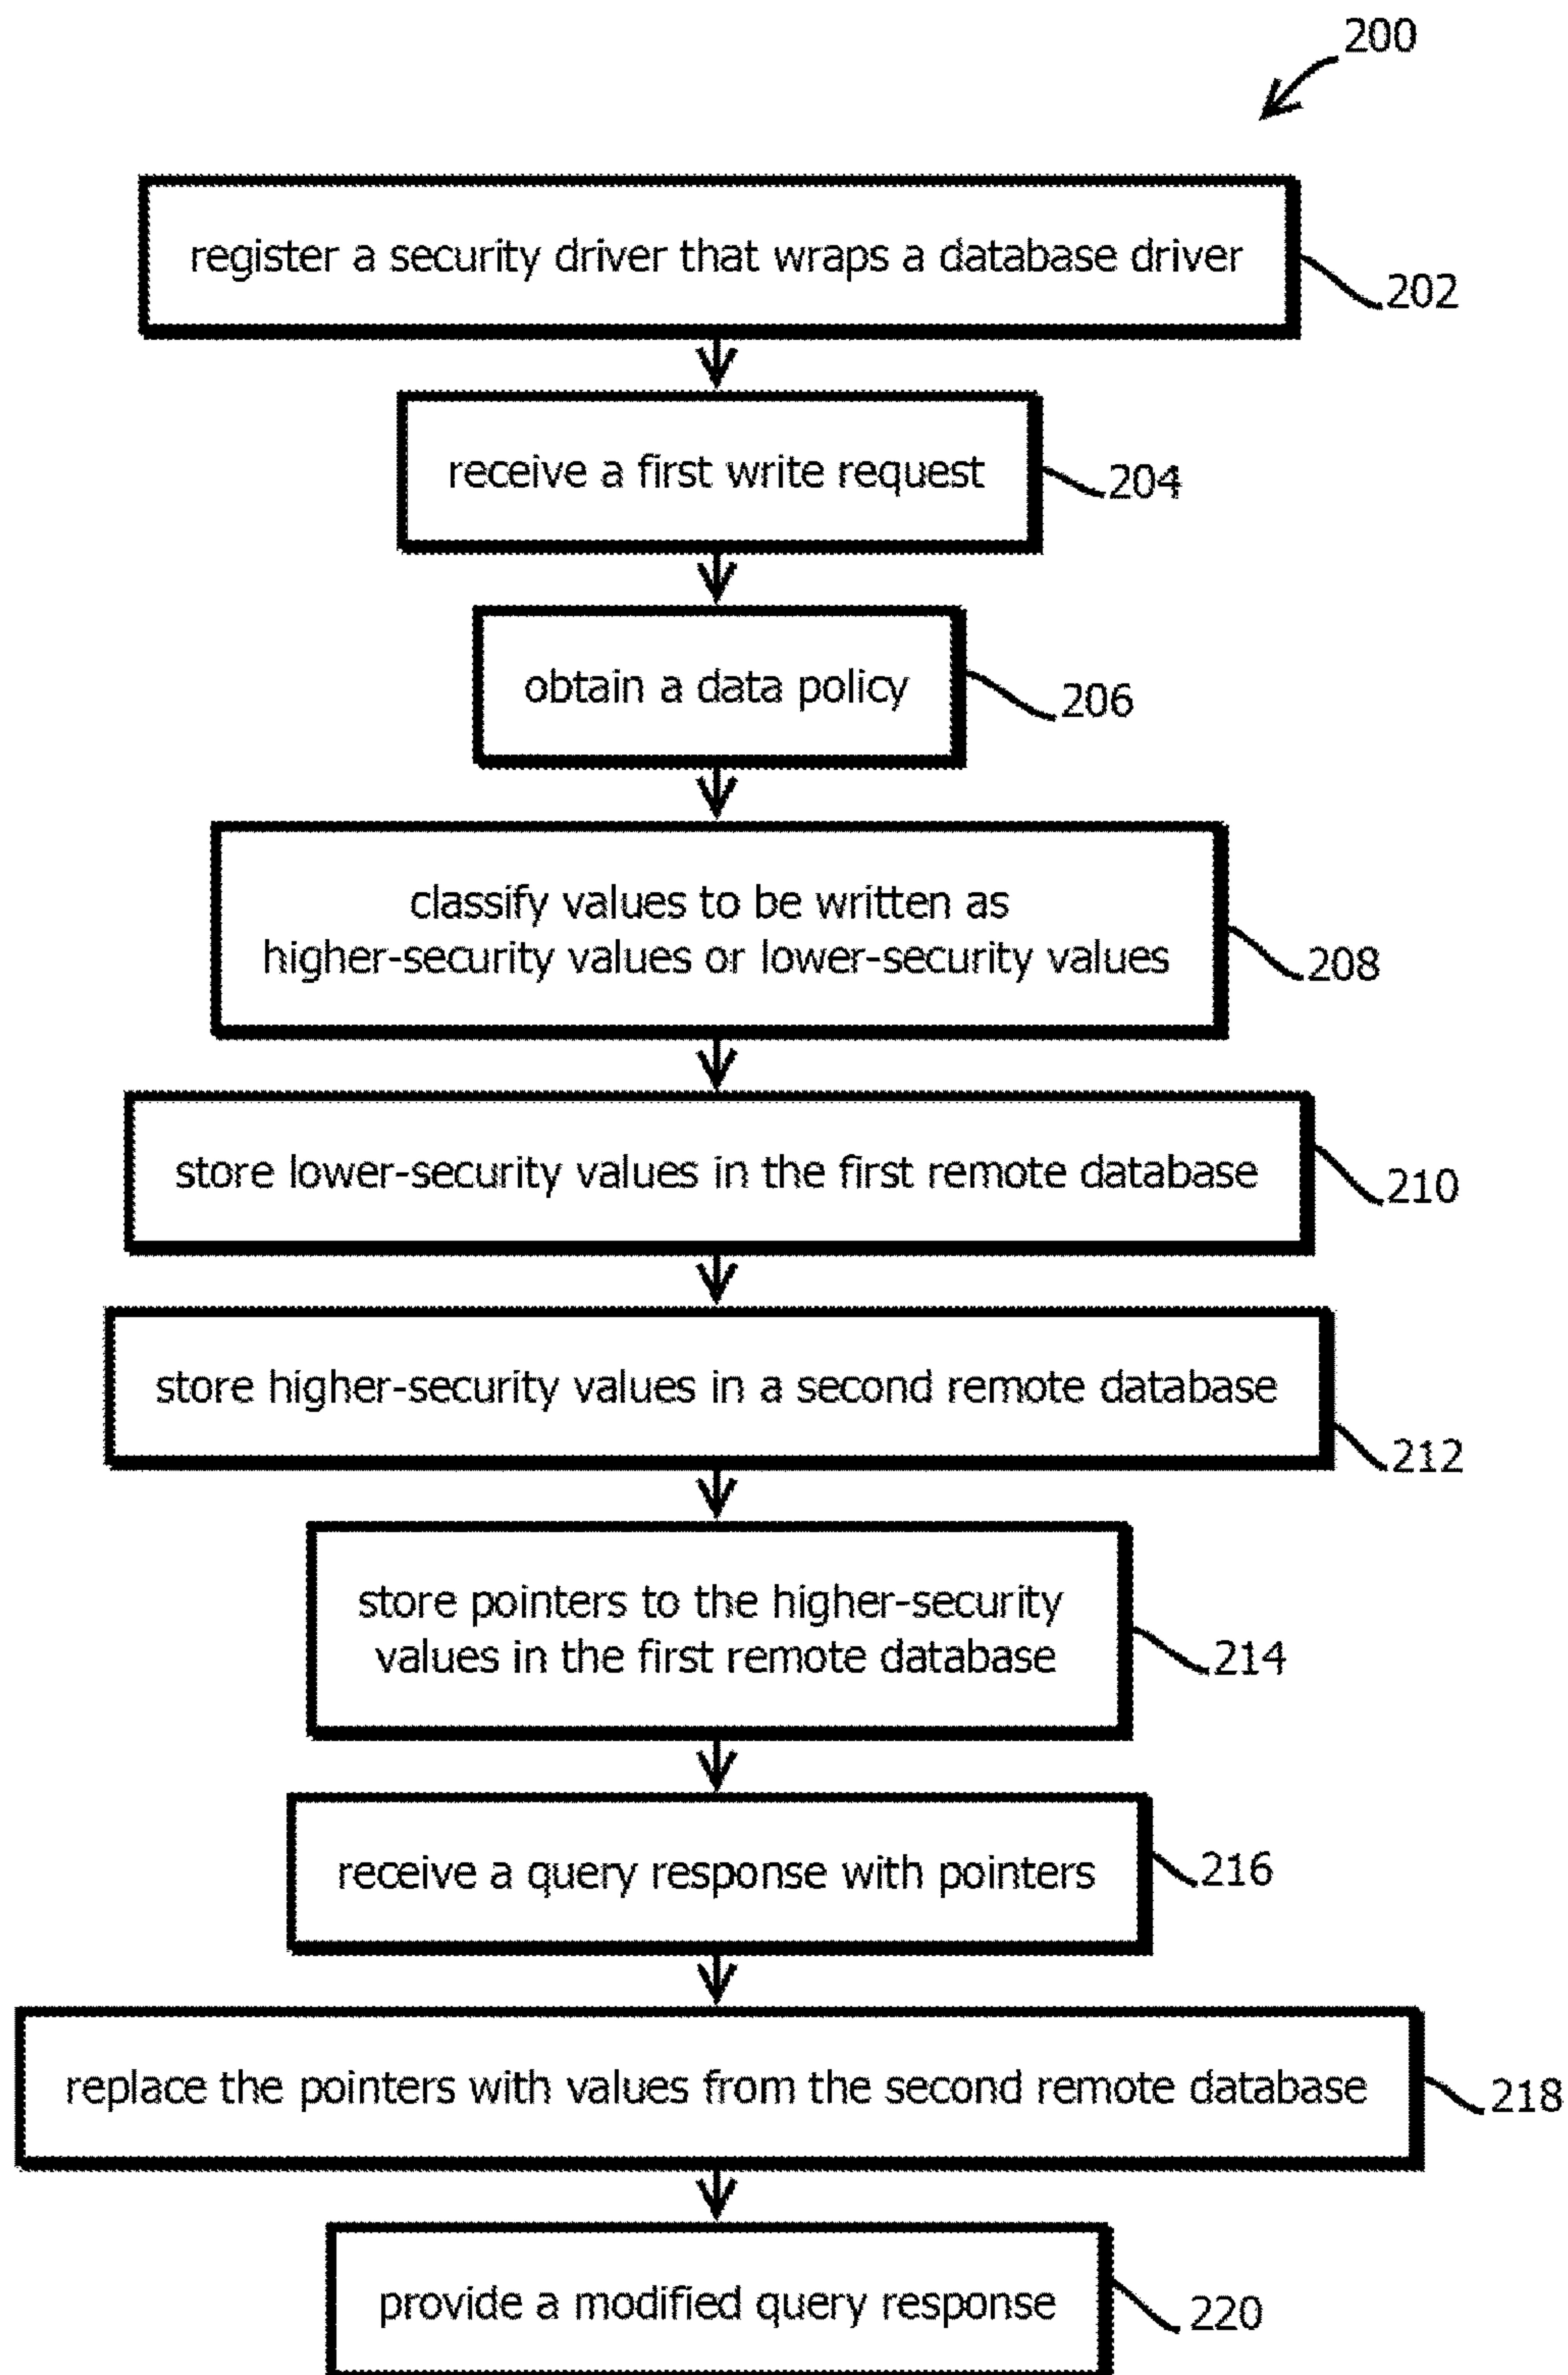 200
register a security driver that wraps a database driver
202
receive a first write request
204
obtain a data policy
206
classify values to be written as
higher-security values or lower-security values
208
store lower-security values in the first remote database
210
store higher-security values in a second remote database
212
store pointers to the higher-security
values in the first remote database
214
receive a query response with pointers
216
replace the pointers with values from the second remote database
218
provide a modified query response
220